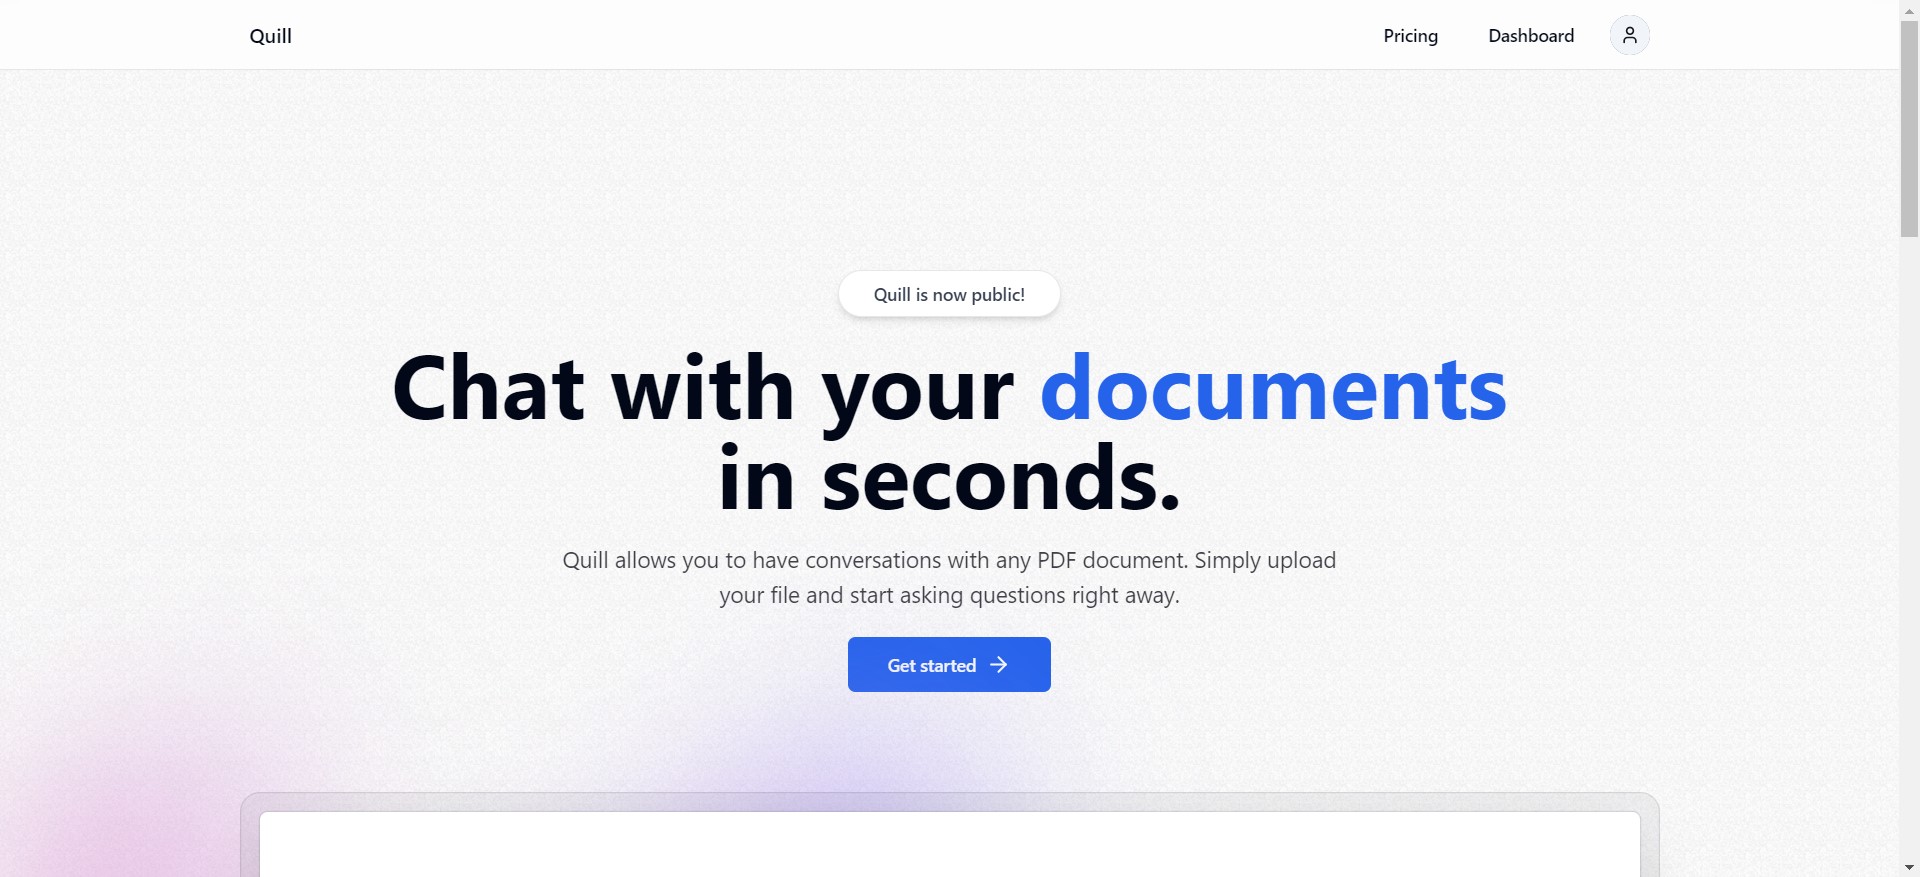 Quill
Pricing
Dashboard
Quill is now public!
Chat with your documents
in seconds.
Quill allows you to have conversations with any PDF document. Simply upload
your file and start asking questions right away.
Get started